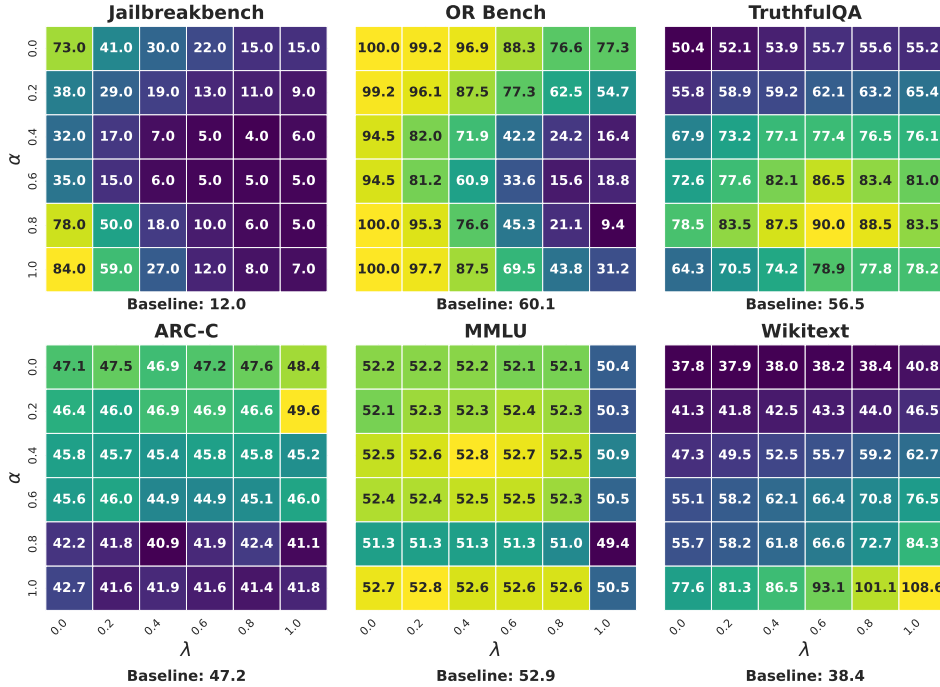 Jailbreakbench OR Bench TruthfulQA
0.0 73.0 41.0 30.0 22.0 15.0 15.0 100.0 99.2 96.9 88.3 76.6 77.3 50.4 52.1 53.9 55.7 55.6 55.2
0.2 38.0 29.0 19.0 13.0 11.0 9.0 99.2 96.1 87.5 77.3 62.5 54.7 55.8 58.9 59.2 62.1 63.2 65.4
0.4 32.0 17.0 7.0 5.0 4.0 6.0 94.5 82.0 71.9 42.2 24.2 16.4 67.9 73.2 77.1 77.4 76.5 76.1
α
0.6 35.0 15.0 6.0 5.0 5.0 5.0 94.5 81.2 60.9 33.6 15.6 18.8 72.6 77.6 82.1 86.5 83.4 81.0
0.8 78.0 50.0 18.0 10.0 6.0 5.0 100.0 95.3 76.6 45.3 21.1 9.4 78.5 83.5 87.5 90.0 88.5 83.5
1.0 84.0 59.0 27.0 12.0 8.0 7.0 100.0 97.7 87.5 69.5 43.8 31.2 64.3 70.5 74.2 78.9 77.8 78.2
Baseline: 12.0 Baseline: 60.1 Baseline: 56.5
ARC-C MMLU Wikitext
0.0 47.1 47.5 46.9 47.2 47.6 48.4 52.2 52.2 52.2 52.1 52.1 50.4 37.8 37.9 38.0 38.2 38.4 40.8
0.2 46.4 46.0 46.9 46.9 46.6 49.6 52.1 52.3 52.3 52.4 52.3 50.3 41.3 41.8 42.5 43.3 44.0 46.5
0.4 45.8 45.7 45.4 45.8 45.8 45.2 52.5 52.6 52.8 52.7 52.5 50.9 47.3 49.5 52.5 55.7 59.2 62.7
α
0.6 45.6 46.0 44.9 44.9 45.1 46.0 52.4 52.4 52.5 52.5 52.3 50.5 55.1 58.2 62.1 66.4 70.8 76.5
0.8 42.2 41.8 40.9 41.9 42.4 41.1 51.3 51.3 51.3 51.3 51.0 49.4 55.7 58.2 61.8 66.6 72.7 84.3
1.0 42.7 41.6 41.9 41.6 41.4 41.8 52.7 52.8 52.6 52.6 52.6 50.5 77.6 81.3 86.5 93.1 101.1 108.6
0.0 0.2 0.4 0.6 0.8 1.0 0.0 0.2 0.4 0.6 0.8 1.0 0.0 0.2 0.4 0.6 0.8 1.0
λ λ λ
Baseline: 47.2 Baseline: 52.9 Baseline: 38.4